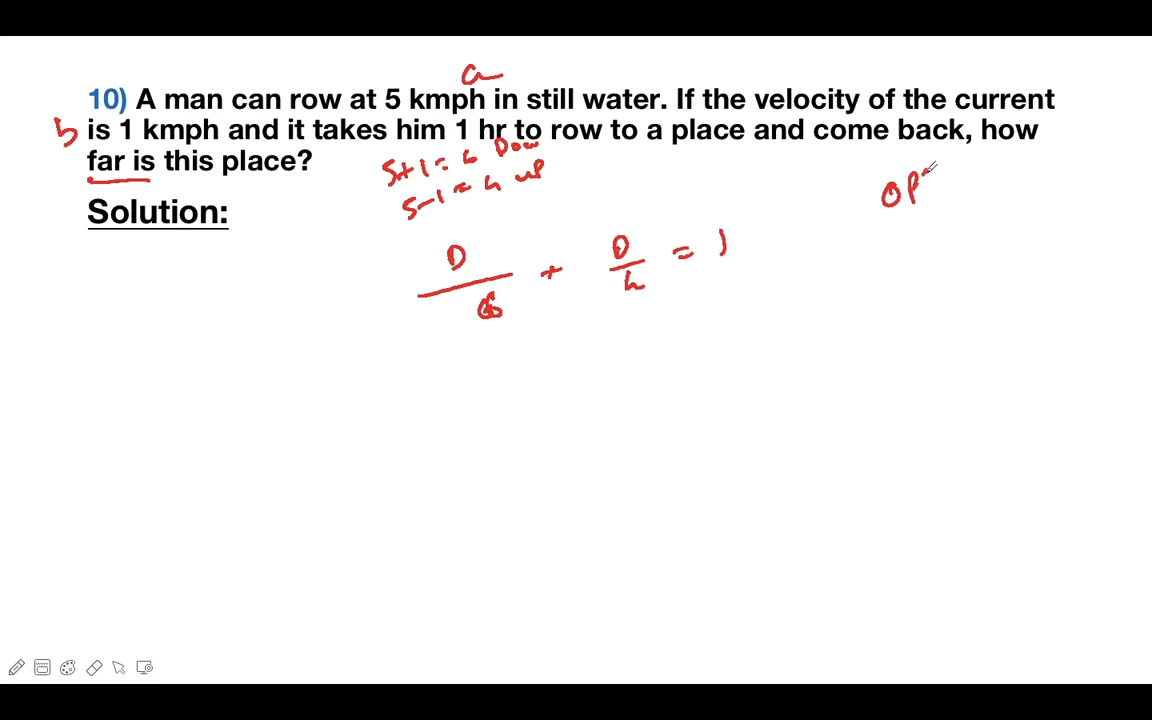 a
10) A man can row at 5 kmph in still water. If the velocity of the current
b is 1 kmph and it takes him 1 hr to row to a place and come back, how
far is this place?
5+1=6 Dow
5-1=4 up
OPT
Solution:
D/6 + D/4 = 1